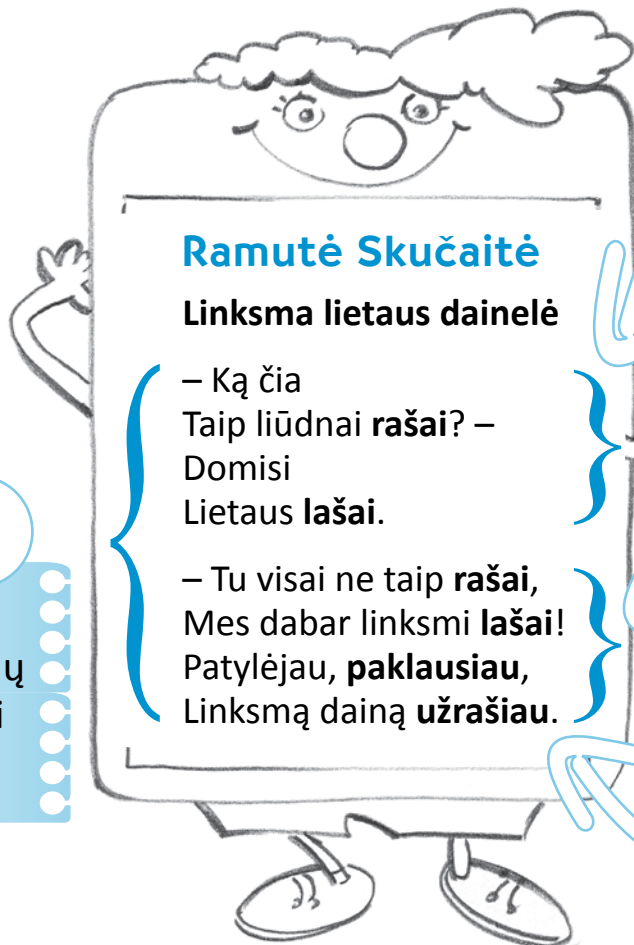 Ramutė Skučaitė
Linksma lietaus dainelė
– Ką čia
Taip liūdnai rašai? –
Domisi
Lietaus lašai.
– Tu visai ne taip rašai,
Mes dabar linksmi lašai!
Patylėjau, paklausiau,
Linksmą dainą užrašiau.
ų
i